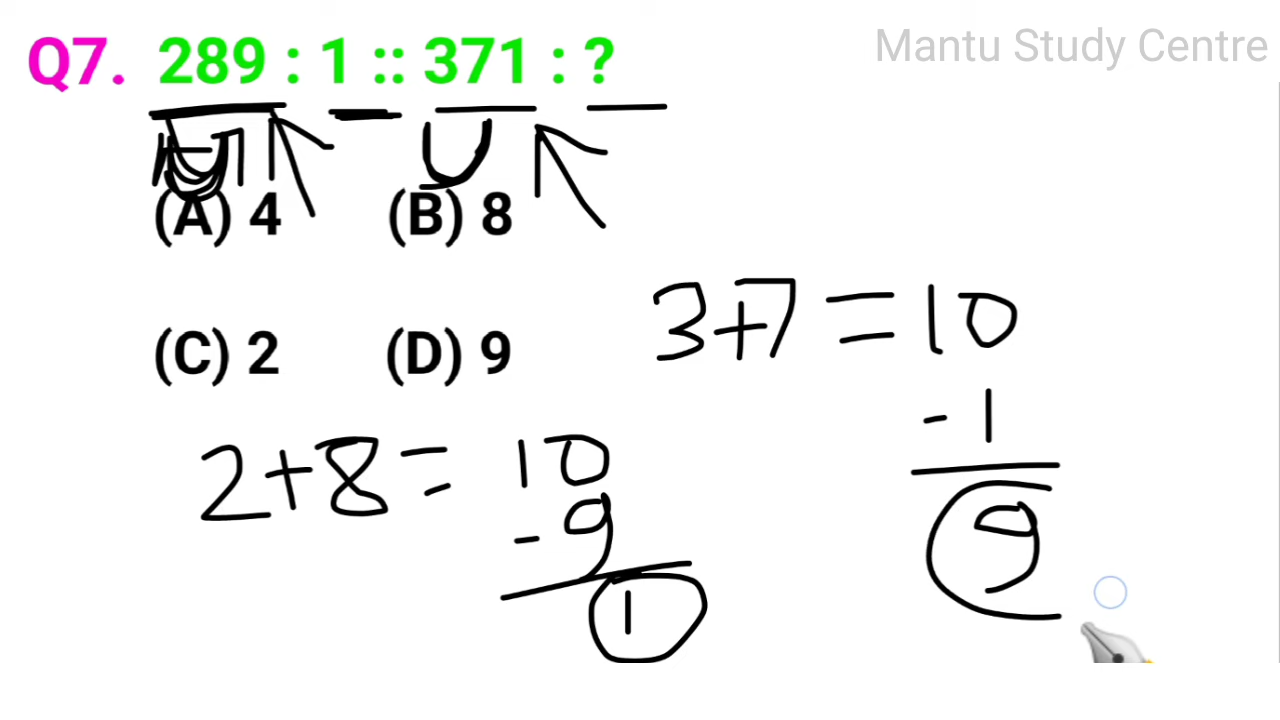 Mantu Study Centre
Q7. 289 : 1 :: 371 : ?
(A) 4 (B) 8
(C) 2 (D) 9
3+7 = 10
- 1
9
2+8 = 10
- 9
1